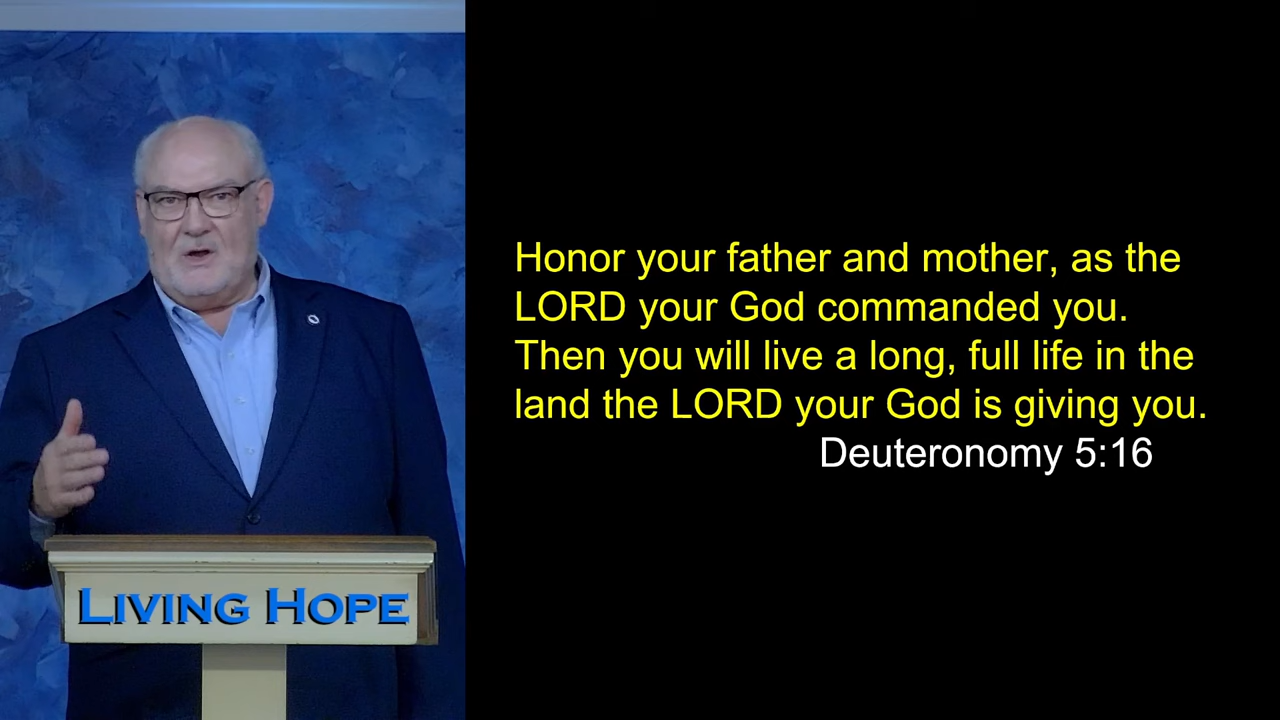 Honor your father and mother, as the
LORD your God commanded you.
Then you will live a long, full life in the
land the LORD your God is giving you.
Deuteronomy 5:16
LIVING HOPE